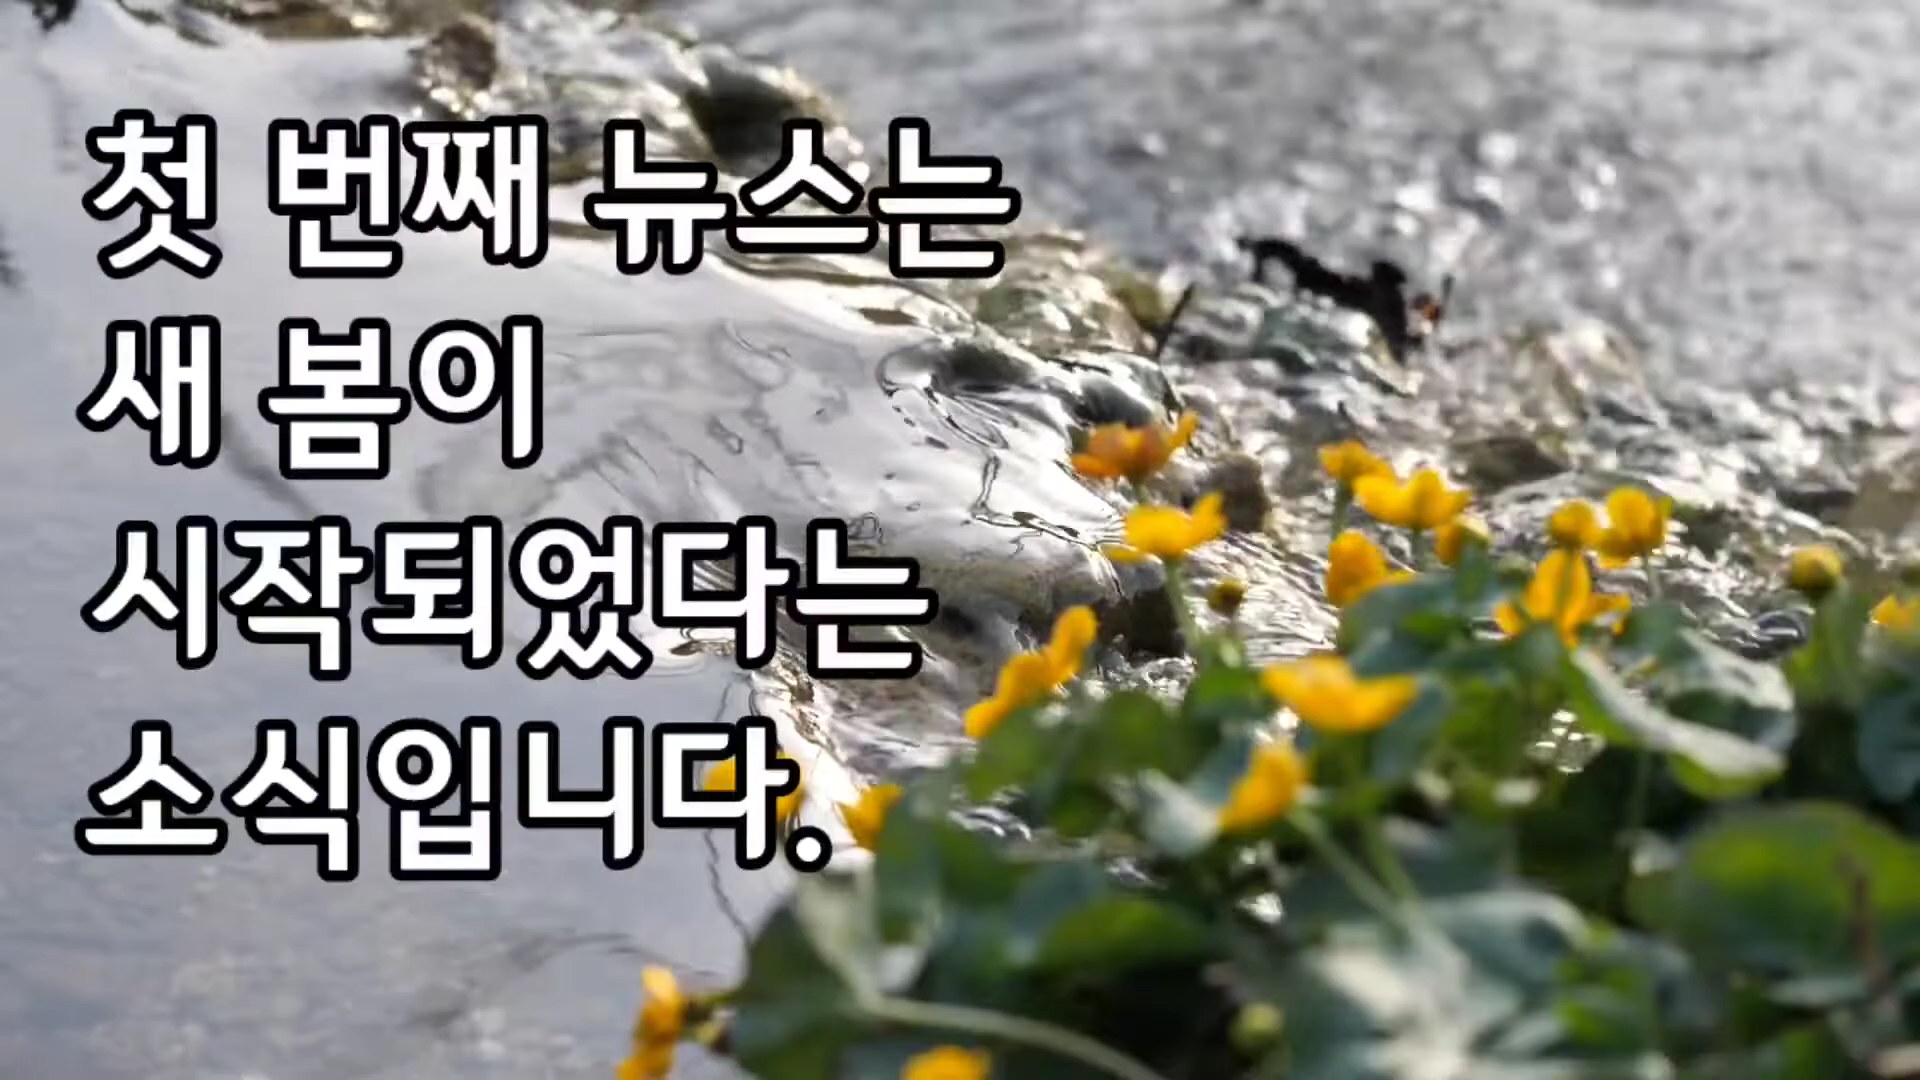 첫 번째 뉴스는
새 봄이
시작되었다는
소식입니다.